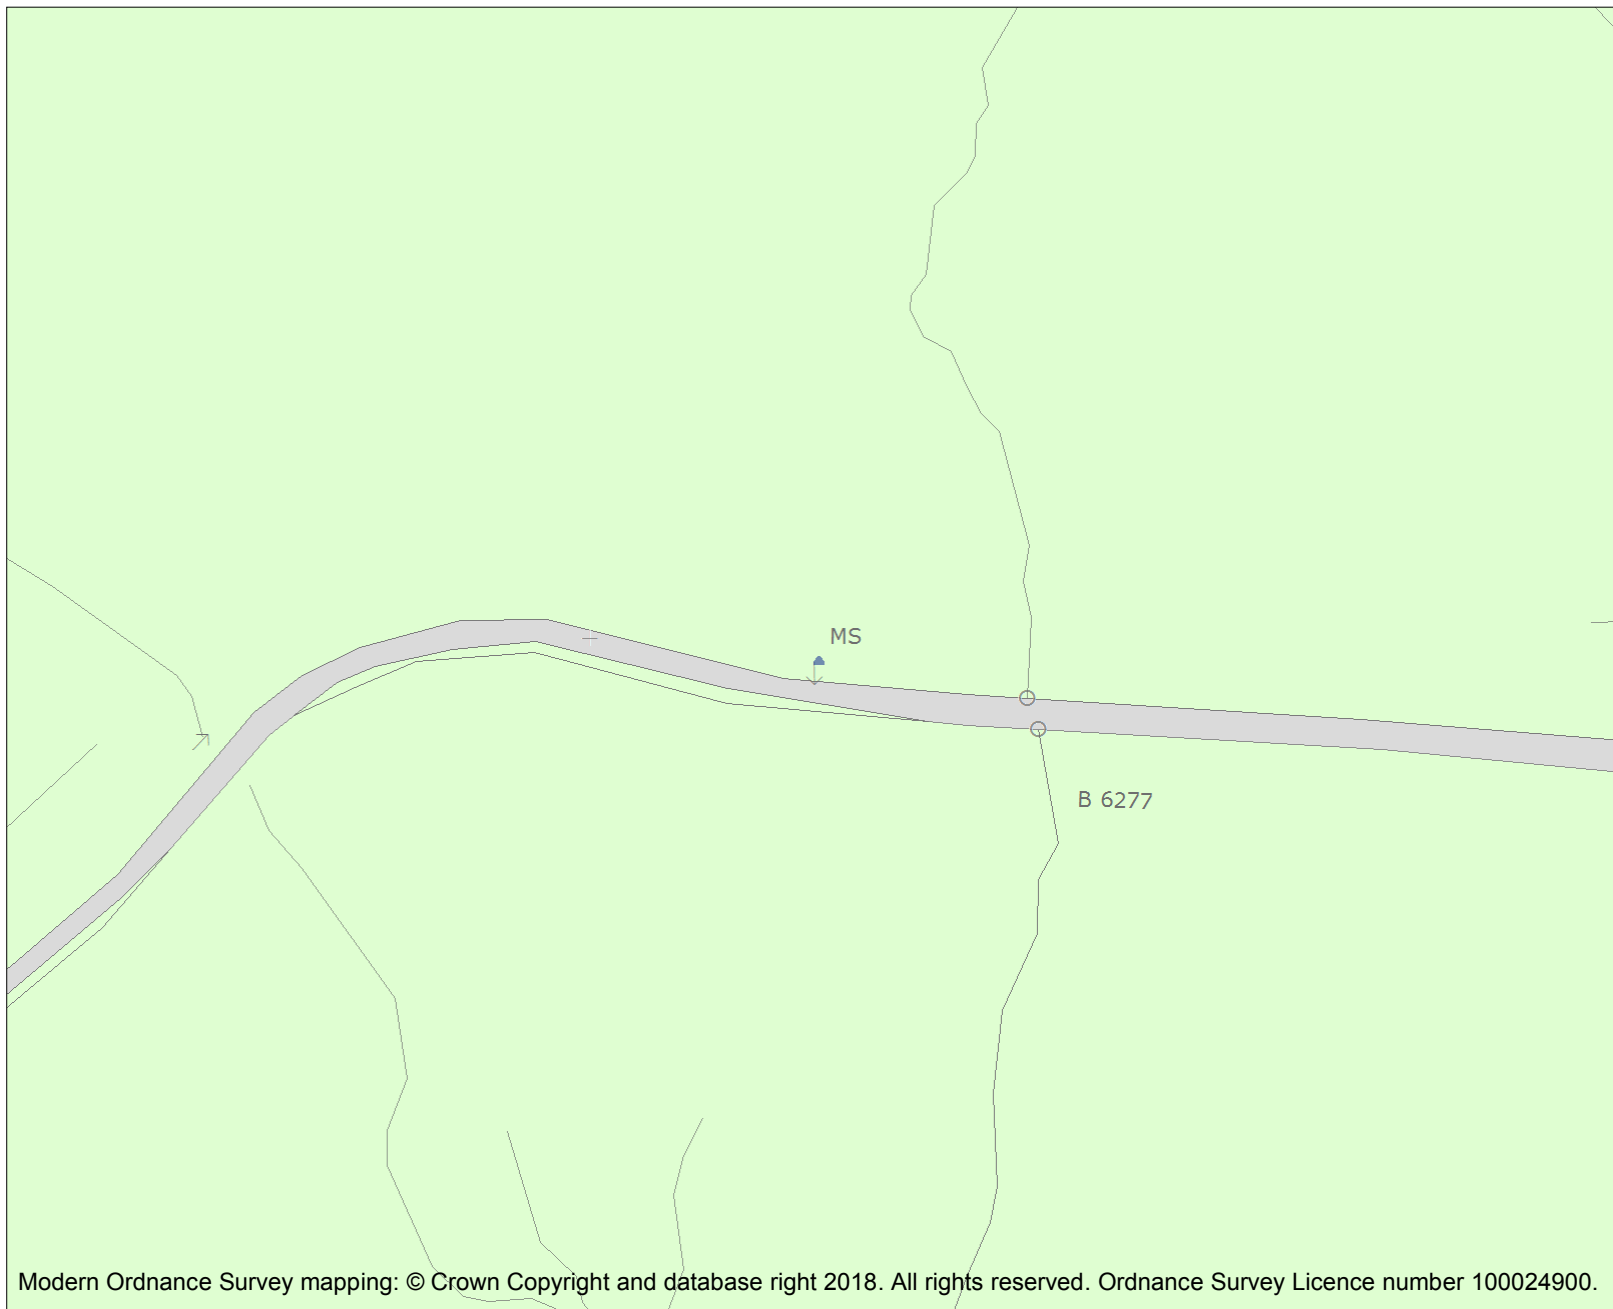 MS
B 6277
Modern Ordnance Survey mapping: © Crown Copyright and database right 2018. All rights reserved. Ordnance Survey Licence number 100024900.